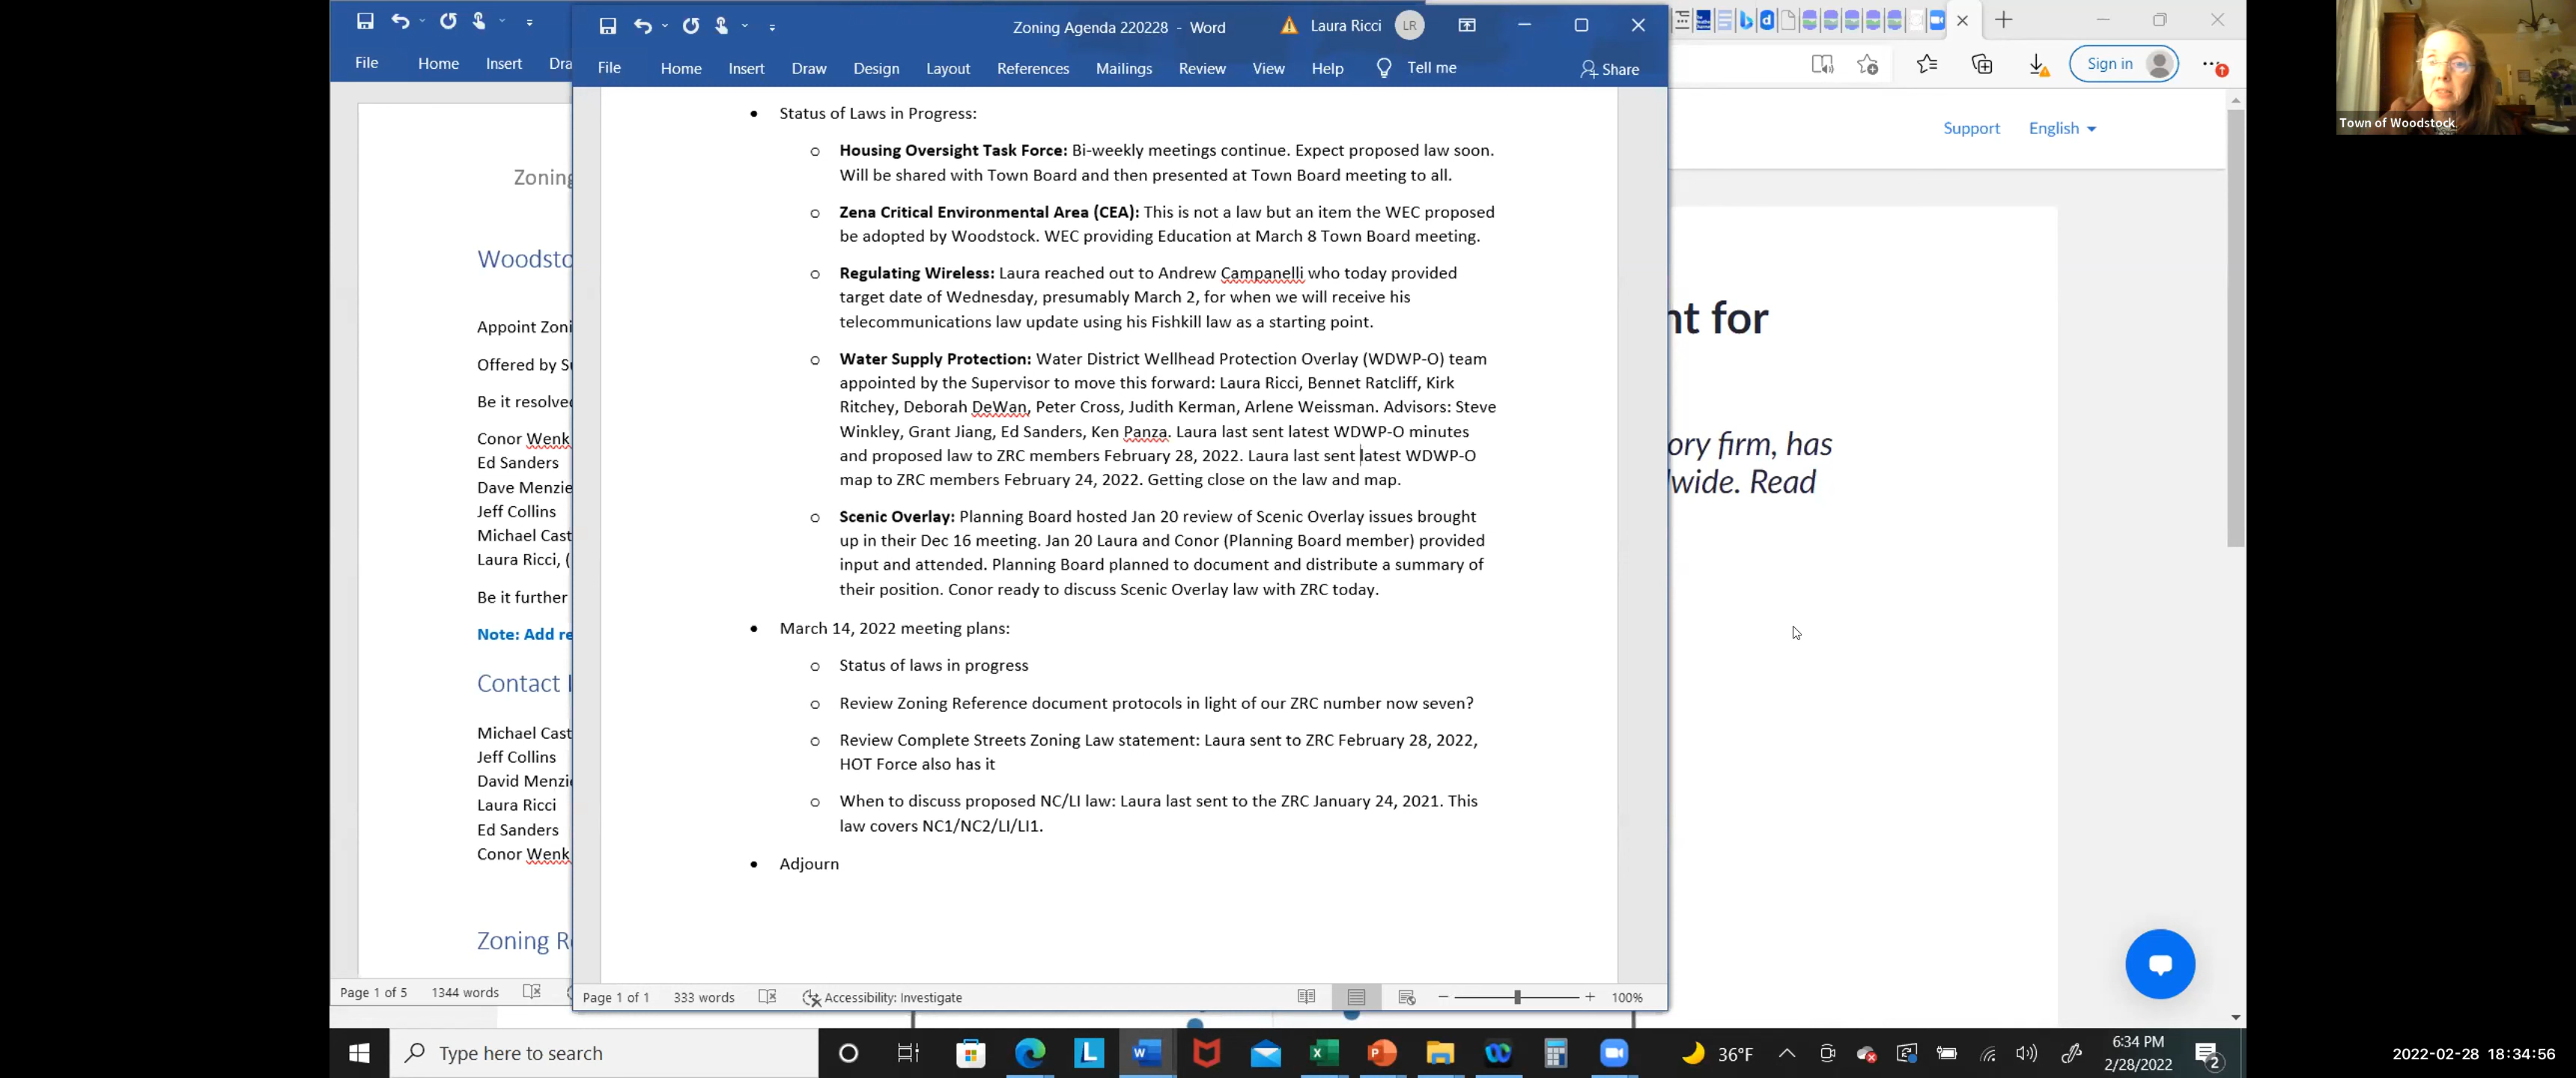 Zoning Agenda 220228 - Word
Laura Ricci
LR
File
Home
Insert
Draw
Design
Layout
References
Mailings
Review
View
Help
Tell me
Share
File
Home
Insert
Dra
Sign in
Support
English
Town of Woodstock
Status of Laws in Progress:
Housing Oversight Task Force: Bi-weekly meetings continue. Expect proposed law soon.
Will be shared with Town Board and then presented at Town Board meeting to all.
Zena Critical Environmental Area (CEA): This is not a law but an item the WEC proposed
be adopted by Woodstock. WEC providing Education at March 8 Town Board meeting.
Regulating Wireless: Laura reached out to Andrew Campanelli who today provided
target date of Wednesday, presumably March 2, for when we will receive his
telecommunications law update using his Fishkill law as a starting point.
Water Supply Protection: Water District Wellhead Protection Overlay (WDWP-O) team
appointed by the Supervisor to move this forward: Laura Ricci, Bennet Ratcliff, Kirk
Ritchey, Deborah DeWan, Peter Cross, Judith Kerman, Arlene Weissman. Advisors: Steve
Winkley, Grant Jiang, Ed Sanders, Ken Panza. Laura last sent latest WDWP-O minutes
and proposed law to ZRC members February 28, 2022. Laura last sent latest WDWP-O
map to ZRC members February 24, 2022. Getting close on the law and map.
Scenic Overlay: Planning Board hosted Jan 20 review of Scenic Overlay issues brought
up in their Dec 16 meeting. Jan 20 Laura and Conor (Planning Board member) provided
input and attended. Planning Board planned to document and distribute a summary of
their position. Conor ready to discuss Scenic Overlay law with ZRC today.
March 14, 2022 meeting plans:
Status of laws in progress
Review Zoning Reference document protocols in light of our ZRC number now seven?
Review Complete Streets Zoning Law statement: Laura sent to ZRC February 28, 2022,
HOT Force also has it
When to discuss proposed NC/LI law: Laura last sent to the ZRC January 24, 2021. This
law covers NC1/NC2/LI/LI1.
Adjourn
Page 1 of 1
333 words
Accessibility: Investigate
100%
Zoning
Woodsto
Appoint Zoni
Offered by Su
Be it resolved
Conor Wenk
Ed Sanders
Dave Menzie
Jeff Collins
Michael Cast
Laura Ricci, (
Be it further
Note: Add re
Contact I
Michael Cast
Jeff Collins
David Menzi
Laura Ricci
Ed Sanders
Conor Wenk
Zoning R
Page 1 of 5
1344 words
nt for
ory firm, has
wide. Read
Type here to search
36°F
6:34 PM
2/28/2022
2
2022-02-28 18:34:56